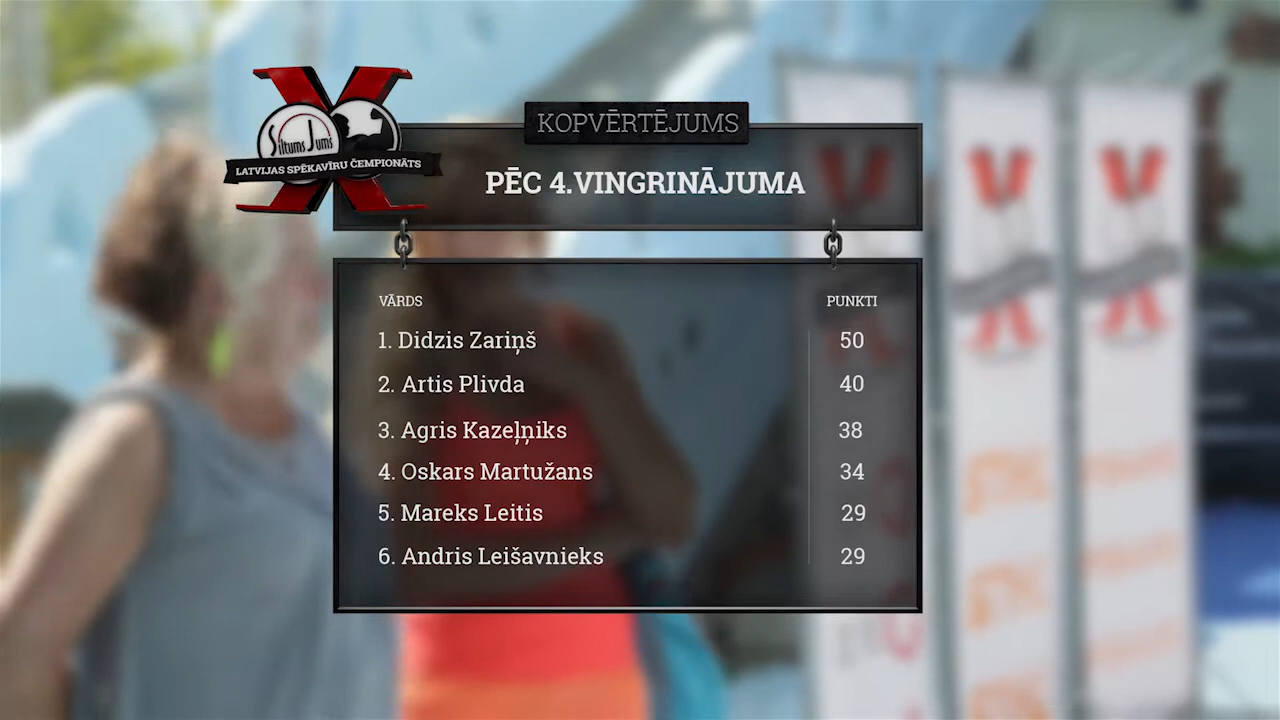 Siltums Jums
LATVIJAS SPĒKAVĪRU ČEMPIONĀTS
KOPVĒRTĒJUMS
PĒC 4.VINGRINĀJUMA
VĀRDS PUNKTI
1. Didzis Zariņš 50
2. Artis Plivda 40
3. Agris Kazeļņiks 38
4. Oskars Martužans 34
5. Mareks Leitis 29
6. Andris Leišavnieks 29